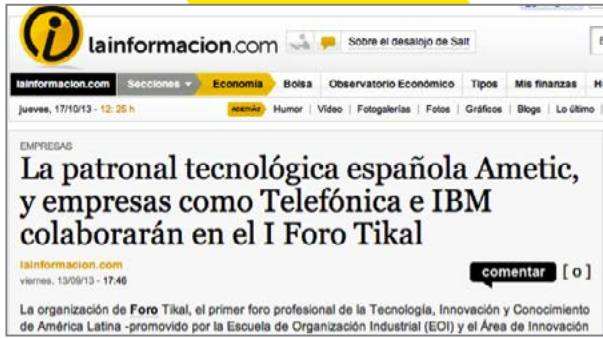 lainformacion.com
Sobre el desalojo de Salt
lainformacion.com Secciones Economía Bolsa Observatorio Económico Tipos Mis finanzas
jueves, 17/10/13 - 12:25 h ADEMÁS Humor | Vídeo | Fotogalerías | Fotos | Gráficos | Blogs | Lo último
EMPRESAS
La patronal tecnológica española Ametic,
y empresas como Telefónica e IBM
colaborarán en el I Foro Tikal
lainformacion.com
viernes, 13/09/13 - 17:46
comentar [ 0 ]
La organización de Foro Tikal, el primer foro profesional de la Tecnología, Innovación y Conocimiento
de América Latina -promovido por la Escuela de Organización Industrial (EOI) y el Área de Innovación